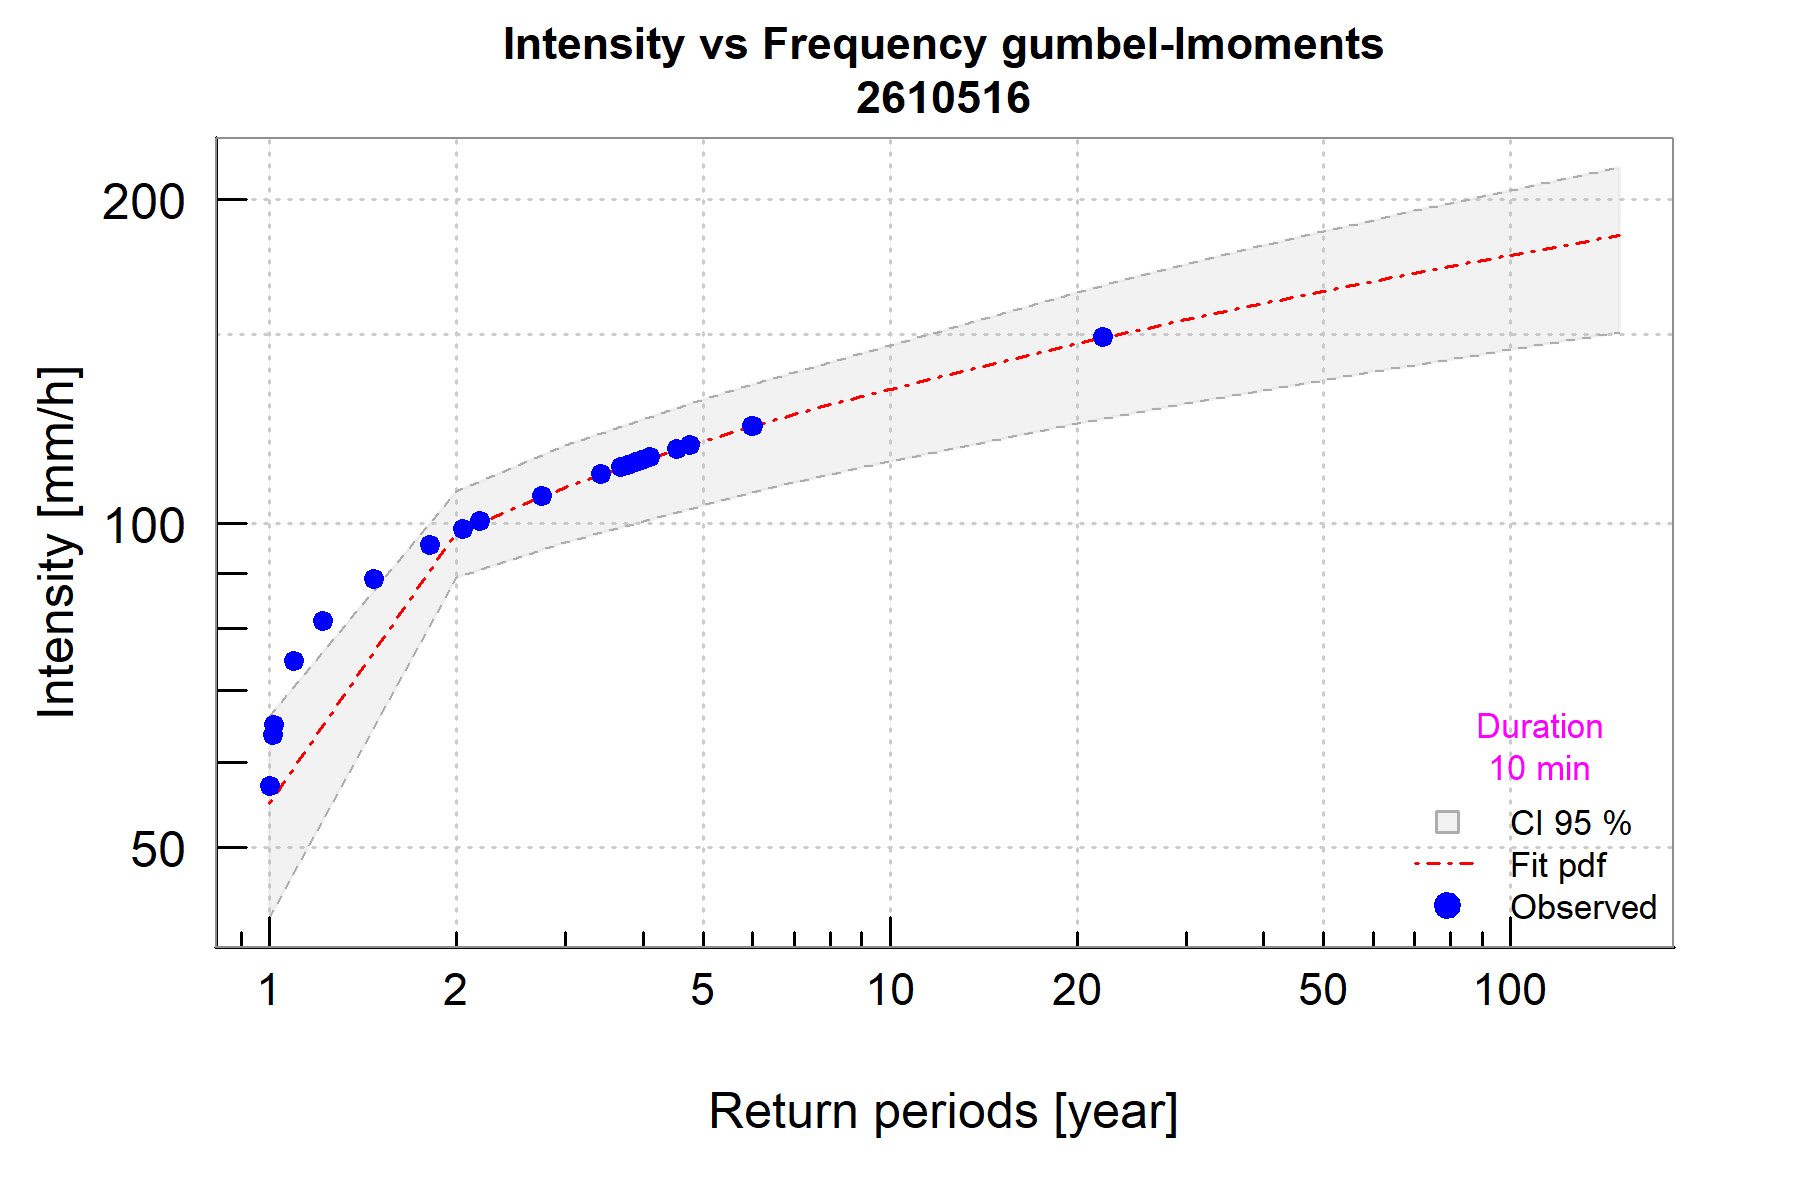 Intensity vs Frequency gumbel-lmoments
2610516
Intensity [mm/h]
200
100
50
Duration
10 min
CI 95 %
Fit pdf
Observed
1 2 5 10 20 50 100
Return periods [year]